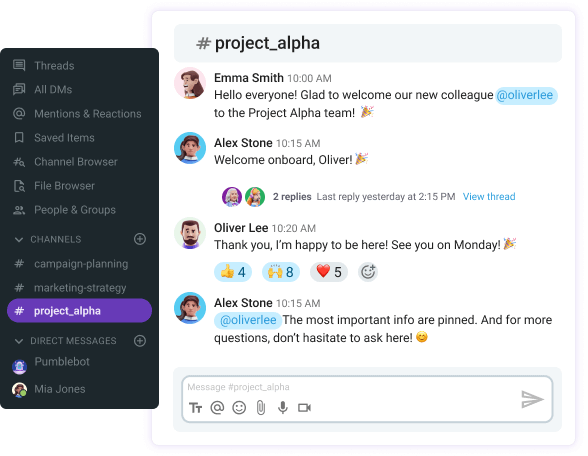 Threads
All DMs
Mentions & Reactions
Saved Items
Channel Browser
File Browser
People & Groups
CHANNELS
# campaign-planning
# marketing-strategy
# project_alpha
DIRECT MESSAGES
Pumblebot
Mia Jones
# project_alpha
Emma Smith 10:00 AM
Hello everyone! Glad to welcome our new colleague @oliverlee
to the Project Alpha team! 🎉
Alex Stone 10:15 AM
Welcome onboard, Oliver! 🎉
2 replies Last reply yesterday at 2:15 PM View thread
Oliver Lee 10:20 AM
Thank you, I'm happy to be here! See you on Monday! 🎉
👍 4 🙌 8 ❤️ 5
Alex Stone 10:15 AM
@oliverlee The most important info are pinned. And for more
questions, don't hasitate to ask here! 😊
Message #project_alpha
TT